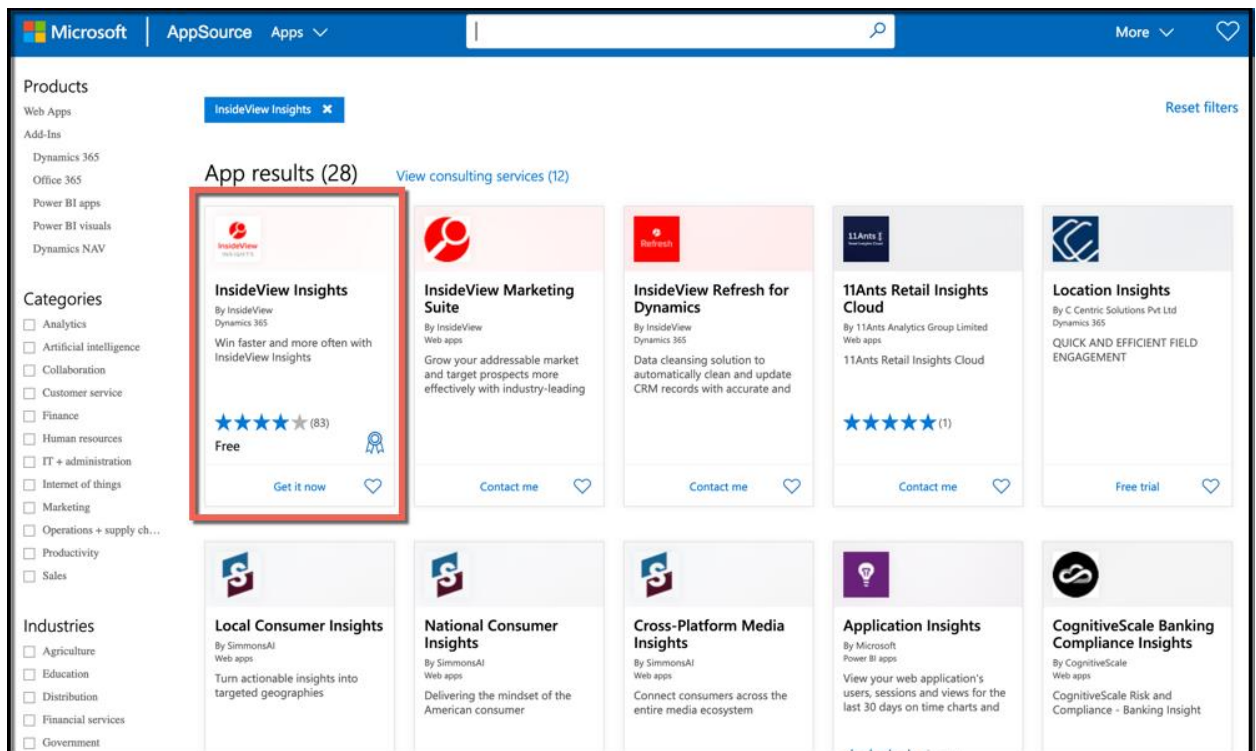 Microsoft
AppSource
Apps
More
Products
Web Apps
Add-Ins
Dynamics 365
Office 365
Power BI apps
Power BI visuals
Dynamics NAV
Categories
Analytics
Artificial intelligence
Collaboration
Customer service
Finance
Human resources
IT + administration
Internet of things
Marketing
Operations + supply ch...
Productivity
Sales
Industries
Agriculture
Education
Distribution
Financial services
Government
InsideView Insights
Reset filters
App results (28)
View consulting services (12)
InsideView
InsideView Insights
By InsideView
Dynamics 365
Win faster and more often with
InsideView Insights
(83)
Free
Get it now
InsideView Marketing
Suite
By InsideView
Web apps
Grow your addressable market
and target prospects more
effectively with industry-leading
Contact me
Refresh
InsideView Refresh for
Dynamics
By InsideView
Dynamics 365
Data cleansing solution to
automatically clean and update
CRM records with accurate and
Contact me
11Ants
11Ants Retail Insights
Cloud
By 11Ants Analytics Group Limited
Web apps
11Ants Retail Insights Cloud
(1)
Contact me
Location Insights
By C Centric Solutions Pvt Ltd
Dynamics 365
QUICK AND EFFICIENT FIELD
ENGAGEMENT
Free trial
S
Local Consumer Insights
By SimmonsAI
Web apps
Turn actionable insights into
targeted geographies
S
National Consumer
Insights
By SimmonsAI
Web apps
Delivering the mindset of the
American consumer
S
Cross-Platform Media
Insights
By SimmonsAI
Web apps
Connect consumers across the
entire media ecosystem
Application Insights
By Microsoft
Power BI apps
View your web application's
users, sessions and views for the
last 30 days on time charts and
CognitiveScale Banking
Compliance Insights
By CognitiveScale
Web apps
CognitiveScale Risk and
Compliance - Banking Insight